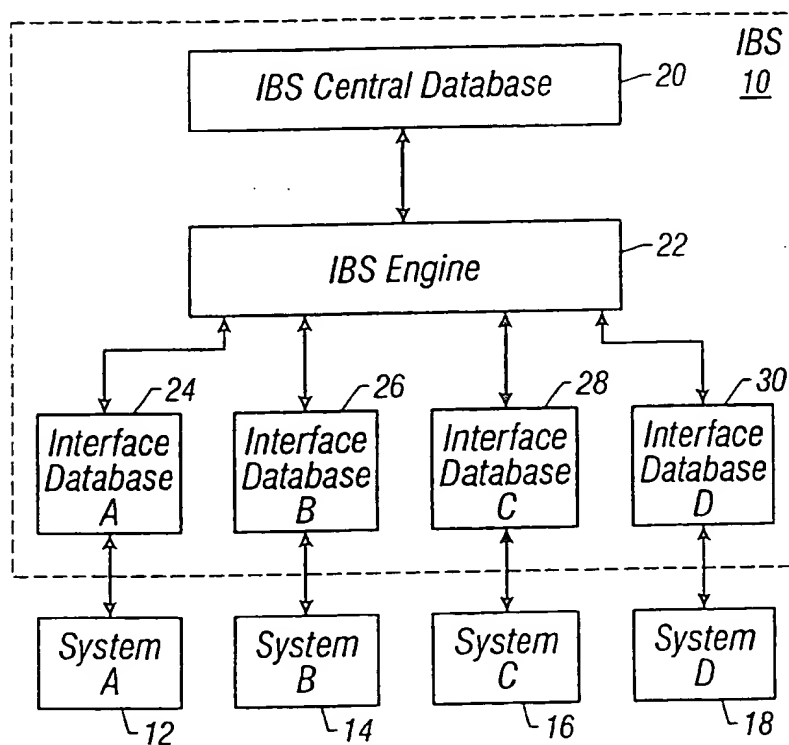 IBS
10
IBS Central Database
20
IBS Engine
22
24
26
28
30
Interface
Database
A
Interface
Database
B
Interface
Database
C
Interface
Database
D
System
A
System
B
System
C
System
D
12
14
16
18